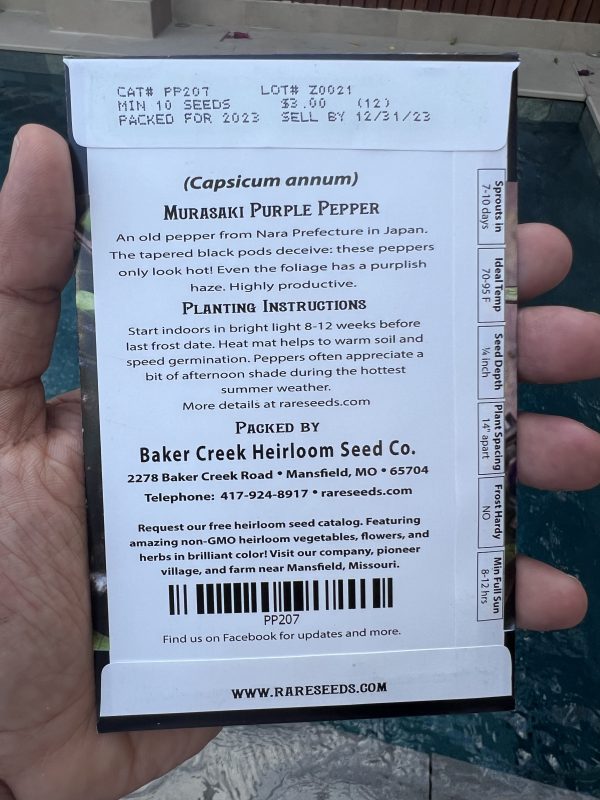 CAT# PP207 LOT# Z0021
MIN 10 SEEDS $3.00 (12)
PACKED FOR 2023 SELL BY 12/31/23
(Capsicum annum)
Murasaki Purple Pepper
An old pepper from Nara Prefecture in Japan.
The tapered black pods deceive: these peppers
only look hot! Even the foliage has a purplish
haze. Highly productive.
Planting Instructions
Start indoors in bright light 8-12 weeks before
last frost date. Heat mat helps to warm soil and
speed germination. Peppers often appreciate a
bit of afternoon shade during the hottest
summer weather.
More details at rareseeds.com
Packed by
Baker Creek Heirloom Seed Co.
2278 Baker Creek Road • Mansfield, MO • 65704
Telephone: 417-924-8917 • rareseeds.com
Request our free heirloom seed catalog. Featuring
amazing non-GMO heirloom vegetables, flowers, and
herbs in brilliant color! Visit our company, pioneer
village, and farm near Mansfield, Missouri.
PP207
Find us on Facebook for updates and more.
www.rareseeds.com
Sprouts in
7-10 days
Ideal Temp
70-95 F
Seed Depth
¼ inch
Plant Spacing
14" apart
Frost Hardy
NO
Min Full Sun
8-12 hrs